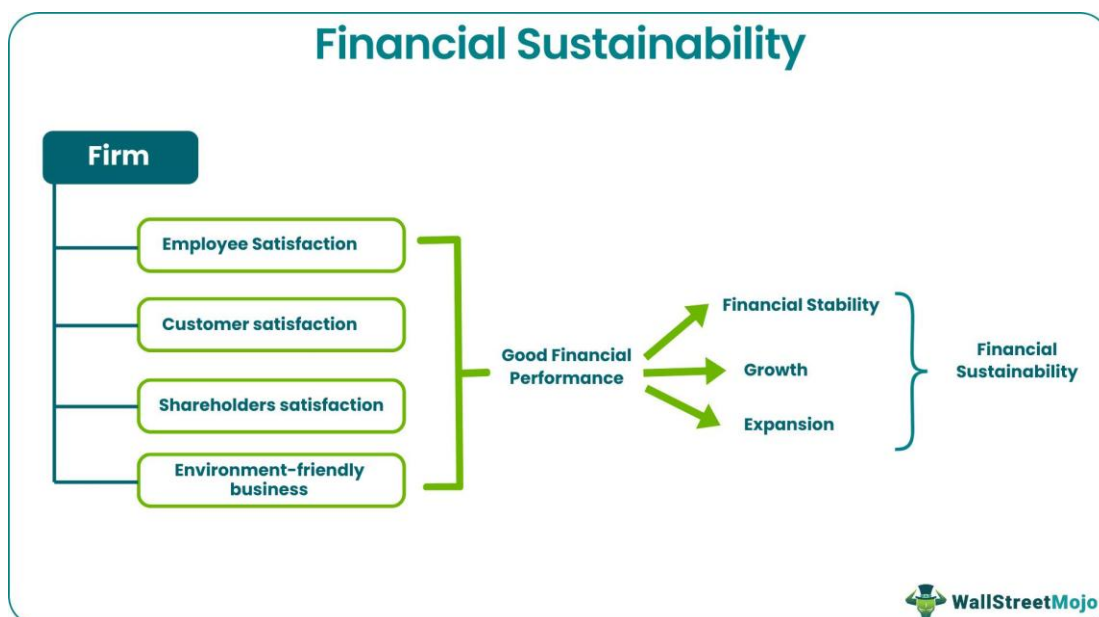 Financial Sustainability
Firm
Employee Satisfaction
Customer satisfaction
Shareholders satisfaction
Environment-friendly
business
Good Financial
Performance
Financial Stability
Growth
Expansion
Financial
Sustainability
WallStreetMojo